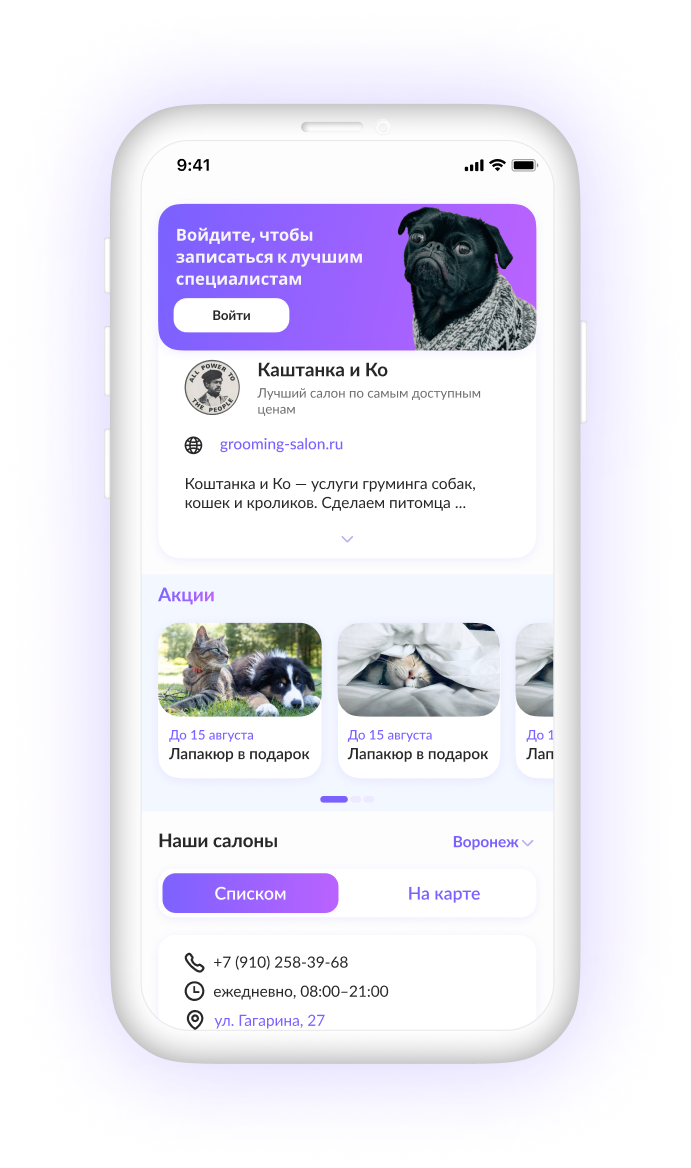 9:41
Войдите, чтобы
записаться к лучшим
специалистам
Войти
ALL POWER TO
THE PEOPLE
Каштанка и Ко
Лучший салон по самым доступным
ценам
grooming-salon.ru
Коштанка и Ко — услуги груминга собак,
кошек и кроликов. Сделаем питомца ...
Акции
До 15 августа
Лапакюр в подарок
До 15 августа
Лапакюр в подарок
До 1
Лап
Наши салоны
Воронеж
Списком
На карте
+7 (910) 258-39-68
ежедневно, 08:00–21:00
ул. Гагарина, 27